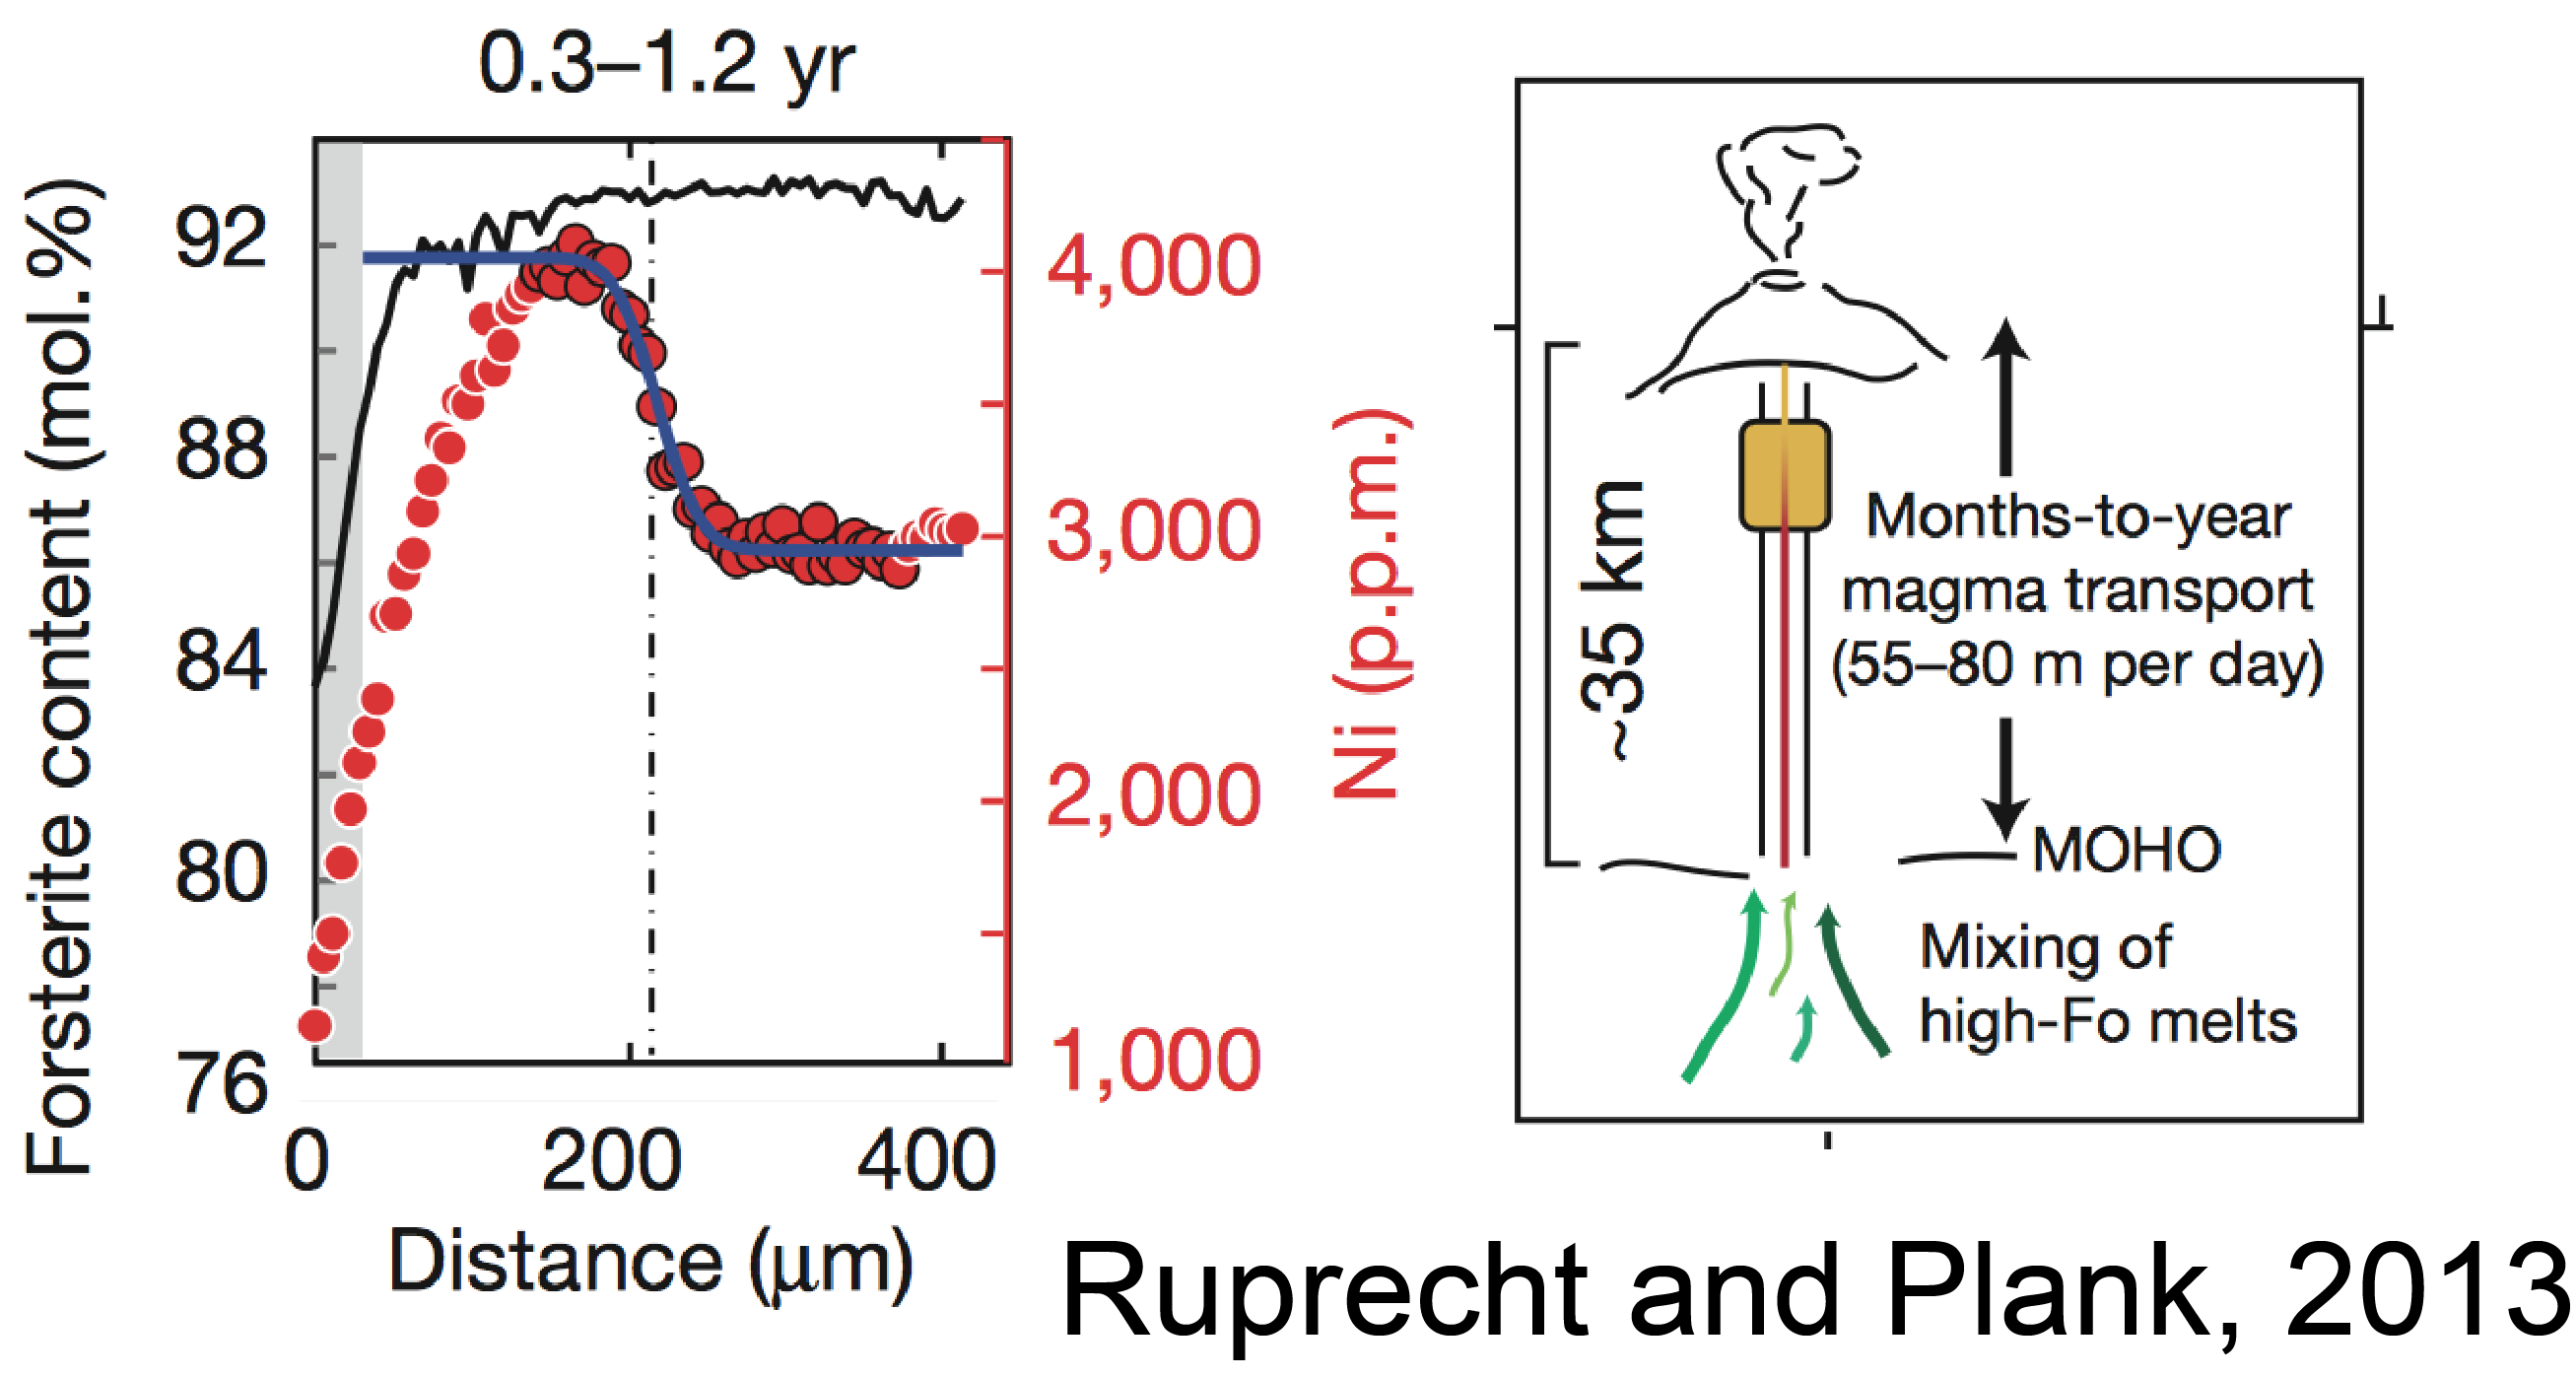 0.3–1.2 yr
Forsterite content (mol.%)
92
88
84
80
76
0
200
400
Distance (μm)
4,000
3,000
2,000
1,000
Ni (p.p.m.)
~35 km
Months-to-year
magma transport
(55–80 m per day)
MOHO
Mixing of
high-Fo melts
Ruprecht and Plank, 2013